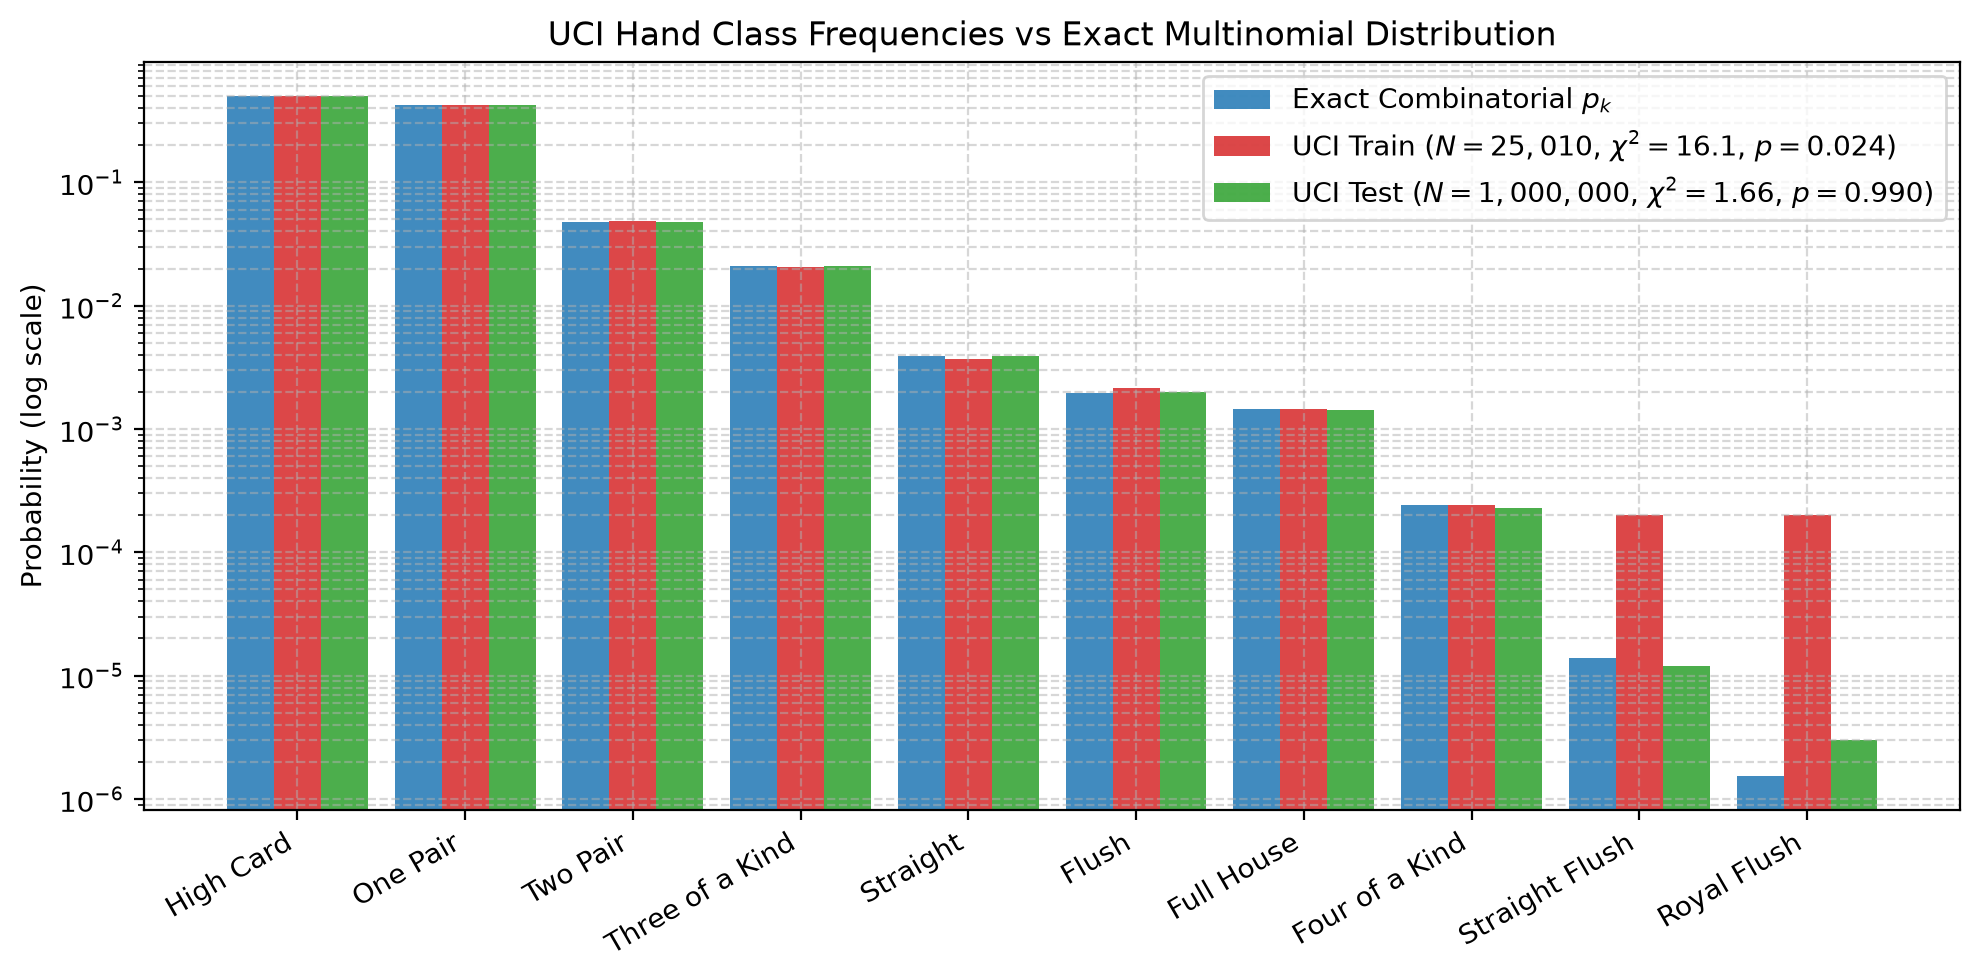 UCI Hand Class Frequencies vs Exact Multinomial Distribution
Exact Combinatorial pₖ
UCI Train (N = 25,010, χ² = 16.1, p = 0.024)
UCI Test (N = 1,000,000, χ² = 1.66, p = 0.990)
Probability (log scale)
10⁻¹
10⁻²
10⁻³
10⁻⁴
10⁻⁵
10⁻⁶
High Card
One Pair
Two Pair
Three of a Kind
Straight
Flush
Full House
Four of a Kind
Straight Flush
Royal Flush